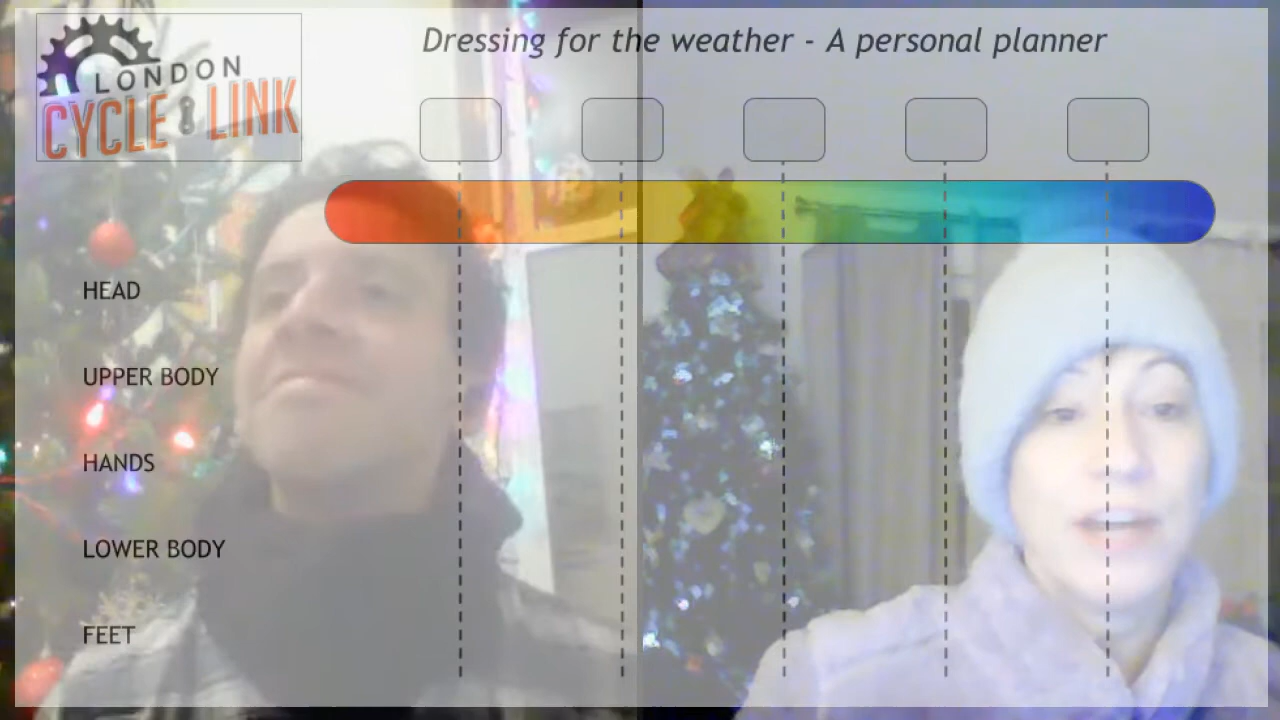 LONDON
CYCLE LINK
Dressing for the weather - A personal planner
HEAD
UPPER BODY
HANDS
LOWER BODY
FEET